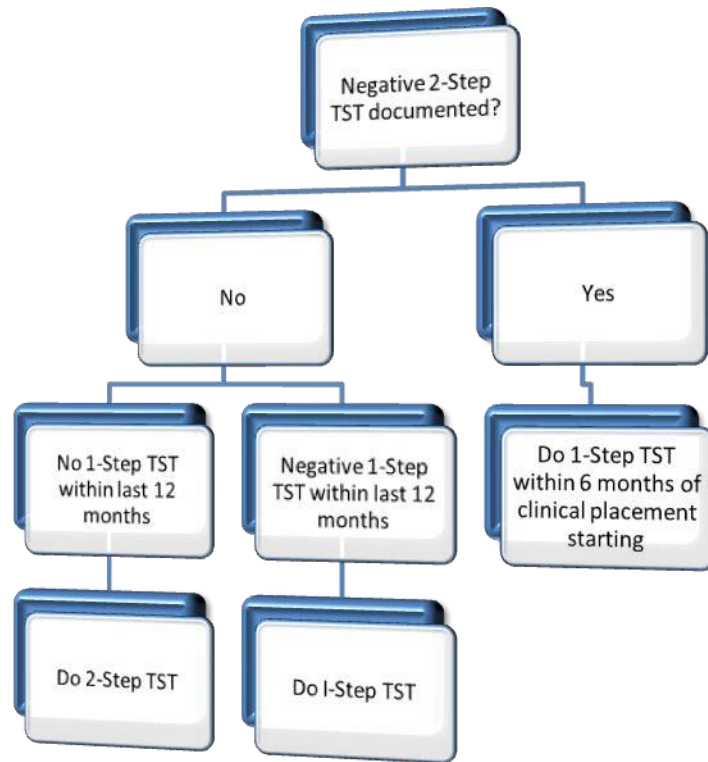 Negative 2-Step
TST documented?
No
Yes
No 1-Step TST
within last 12
months
Negative 1-Step
TST within last 12
months
Do 1-Step TST
within 6 months of
clinical placement
starting
Do 2-Step TST
Do I-Step TST